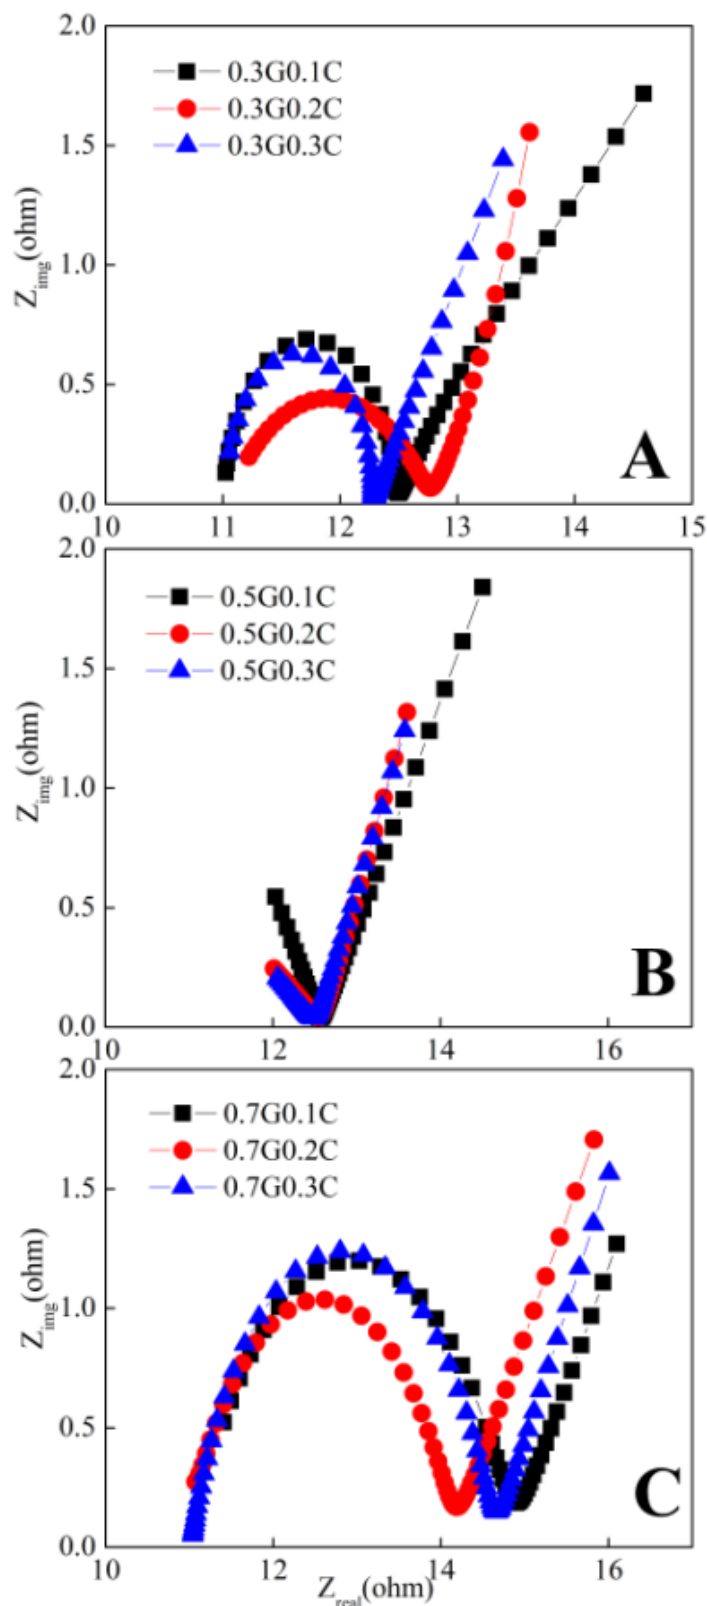 2.0
1.5
1.0
0.5
0.0
Z_img(ohm)
0.3G0.1C
0.3G0.2C
0.3G0.3C
A
10 11 12 13 14 15
2.0
1.5
1.0
0.5
0.0
Z_img(ohm)
0.5G0.1C
0.5G0.2C
0.5G0.3C
B
10 12 14 16
2.0
1.5
1.0
0.5
0.0
Z_img(ohm)
0.7G0.1C
0.7G0.2C
0.7G0.3C
C
10 12 14 16
Z_real(ohm)